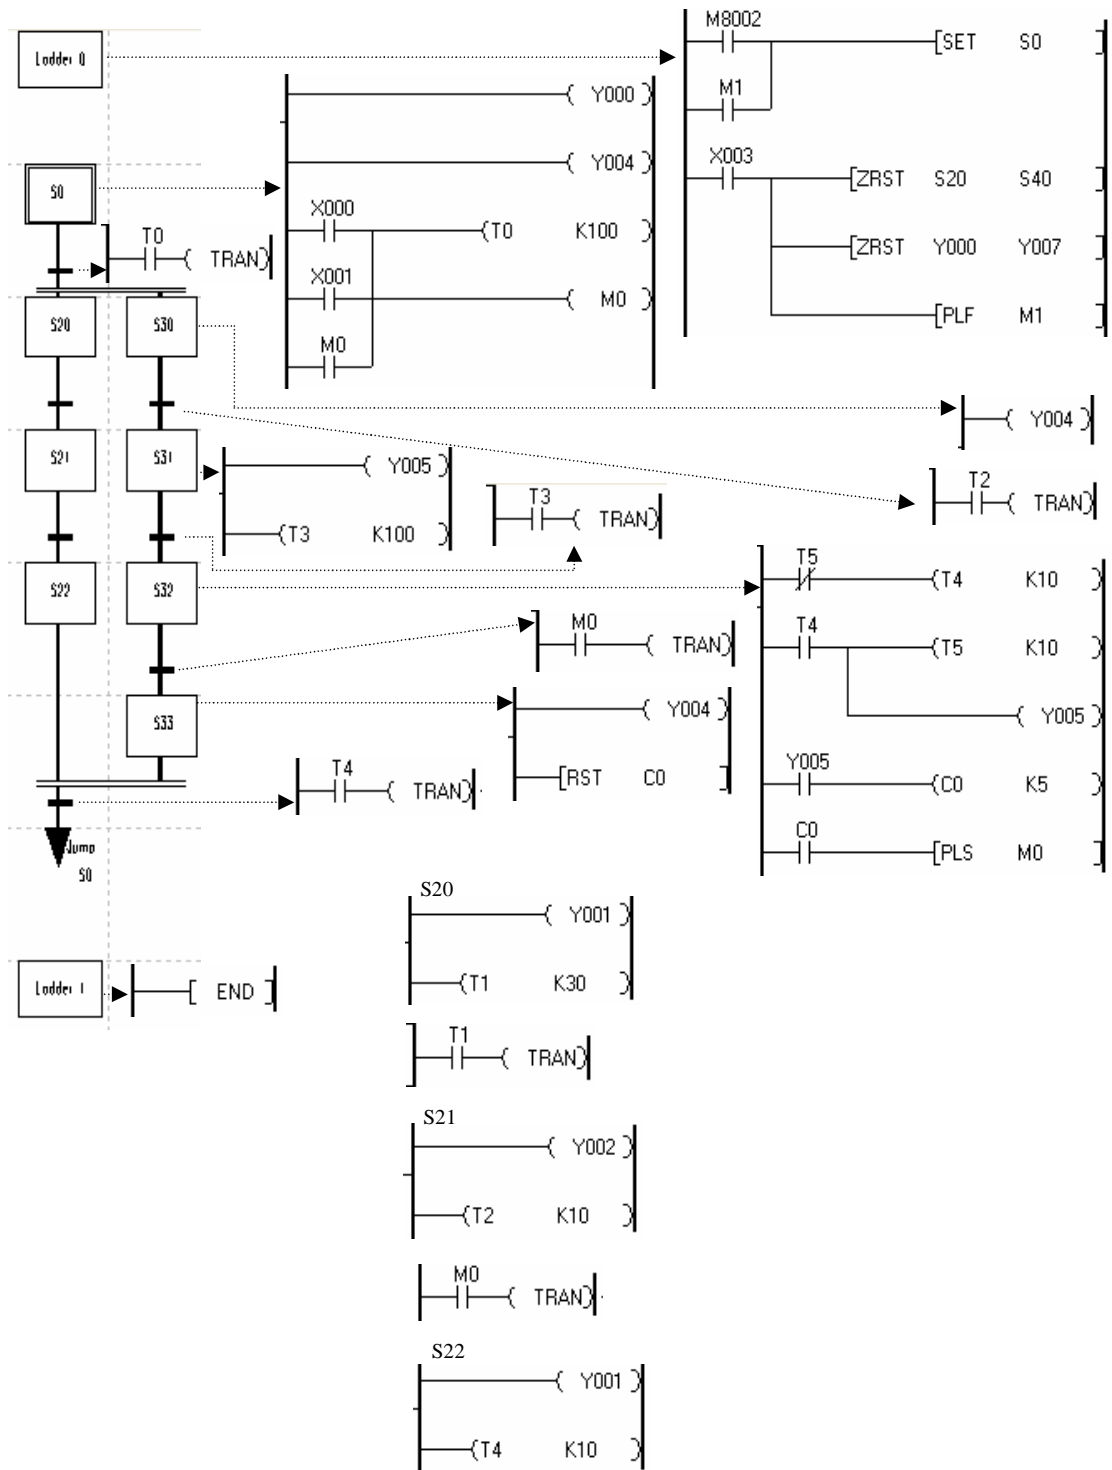 Ladder 0
M8002
[SET S0 ]
M1
X003
[ZRST S20 S40 ]
[ZRST Y000 Y007 ]
[PLF M1 ]
S0
( Y000 )
( Y004 )
X000
(T0 K100 )
X001
( M0 )
M0
T0
( TRAN)
S20
S30
( Y004 )
T2
( TRAN)
S21
S31
( Y005 )
(T3 K100 )
T3
( TRAN)
S22
S32
T5
(T4 K10 )
T4
(T5 K10 )
( Y005 )
Y005
(C0 K5 )
C0
[PLS M0 ]
M0
( TRAN)
S33
( Y004 )
[RST C0 ]
T4
( TRAN)
Jump
S0
Ladder 1
[ END ]
S20
( Y001 )
(T1 K30 )
T1
( TRAN)
S21
( Y002 )
(T2 K10 )
M0
( TRAN)
S22
( Y001 )
(T4 K10 )